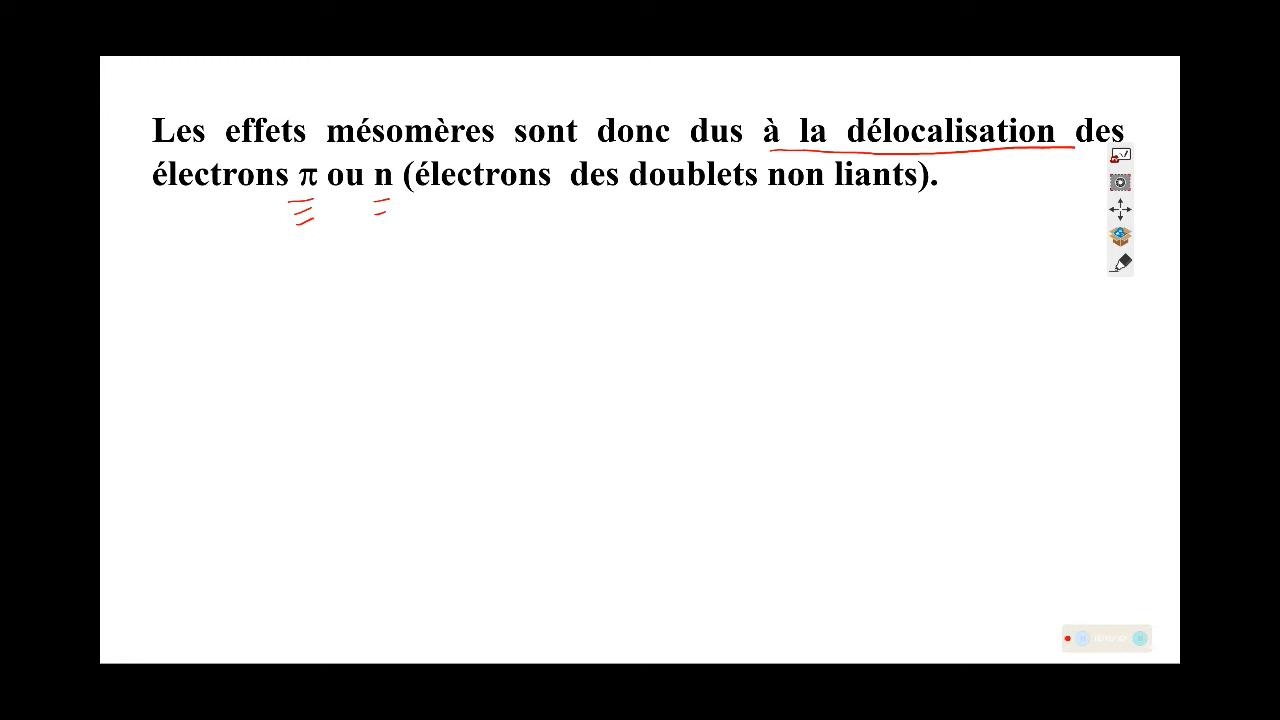 Les effets mésomères sont donc dus à la délocalisation des
électrons π ou n (électrons des doublets non liants).